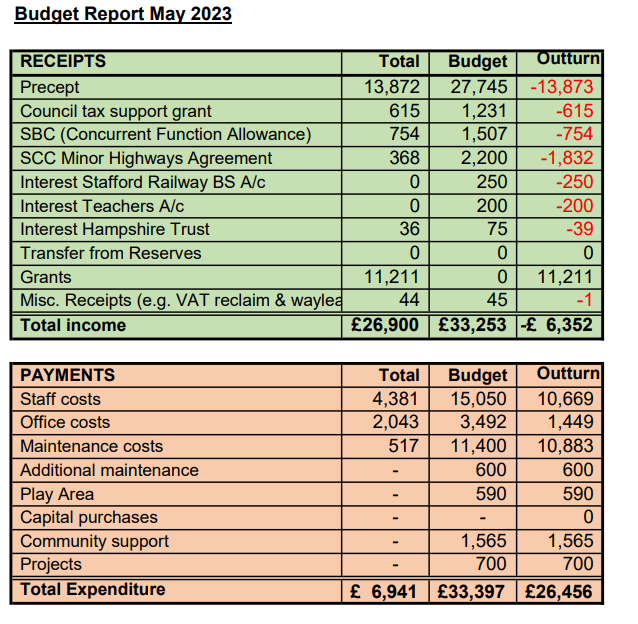 Budget Report May 2023
RECEIPTS Total Budget Outturn
Precept 13,872 27,745 -13,873
Council tax support grant 615 1,231 -615
SBC (Concurrent Function Allowance) 754 1,507 -754
SCC Minor Highways Agreement 368 2,200 -1,832
Interest Stafford Railway BS A/c 0 250 -250
Interest Teachers A/c 0 200 -200
Interest Hampshire Trust 36 75 -39
Transfer from Reserves 0 0 0
Grants 11,211 0 11,211
Misc. Receipts (e.g. VAT reclaim & waylea 44 45 -1
Total income £26,900 £33,253 -£ 6,352
PAYMENTS Total Budget Outturn
Staff costs 4,381 15,050 10,669
Office costs 2,043 3,492 1,449
Maintenance costs 517 11,400 10,883
Additional maintenance - 600 600
Play Area - 590 590
Capital purchases - - 0
Community support - 1,565 1,565
Projects - 700 700
Total Expenditure £ 6,941 £33,397 £26,456